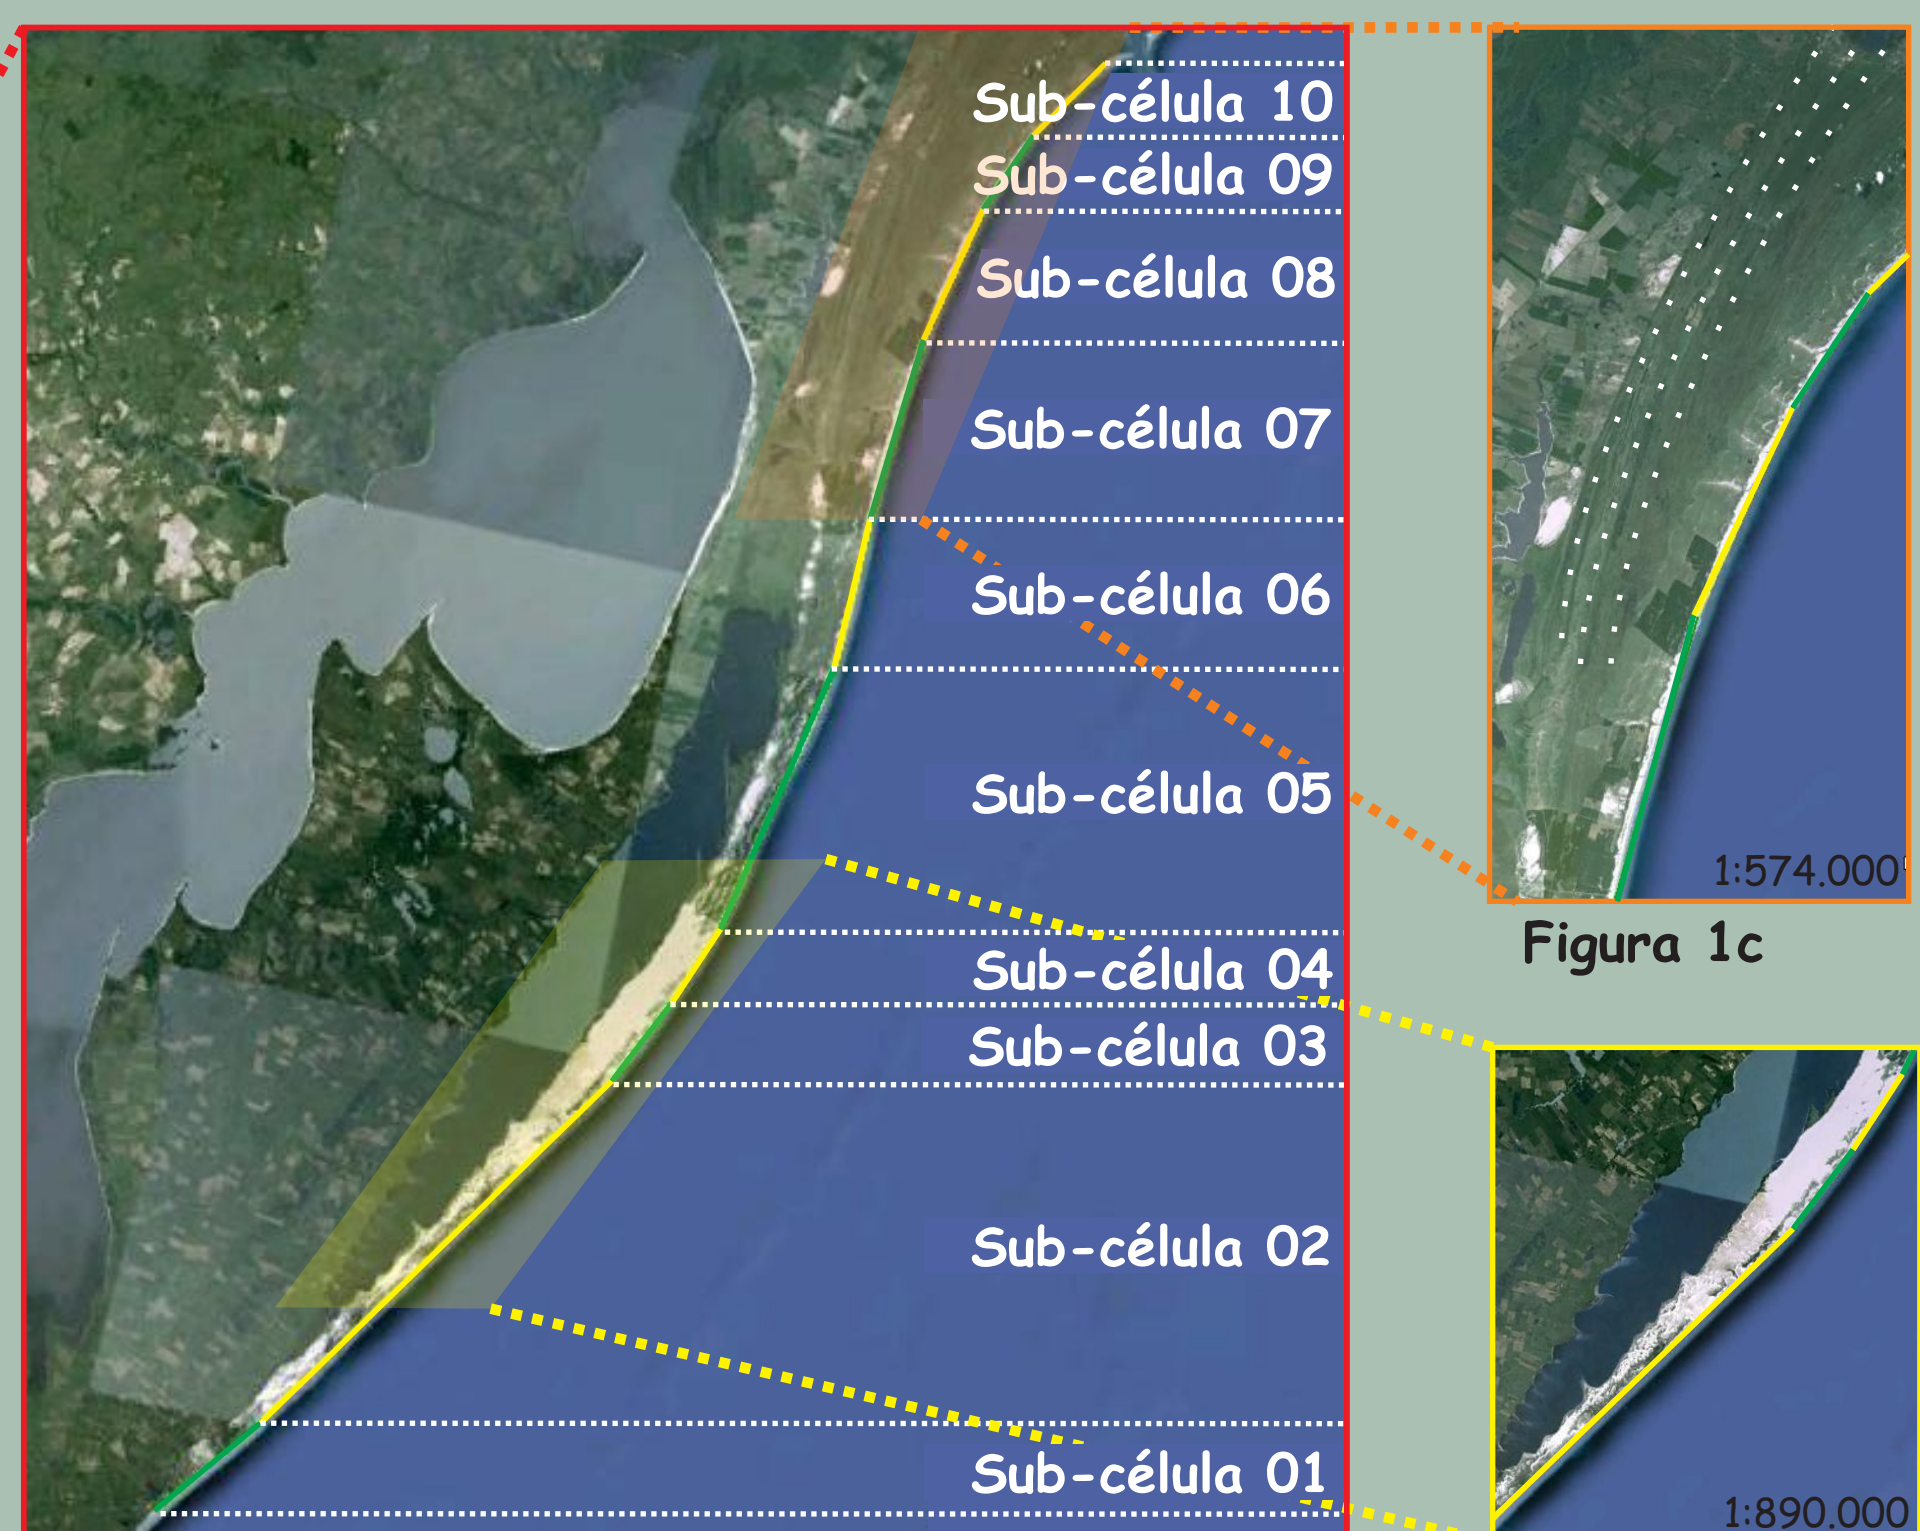 Sub-célula 10
Sub-célula 09
Sub-célula 08
Sub-célula 07
Sub-célula 06
Sub-célula 05
Sub-célula 04
Sub-célula 03
Sub-célula 02
Sub-célula 01
1:574.000
Figura 1c
1:890.000